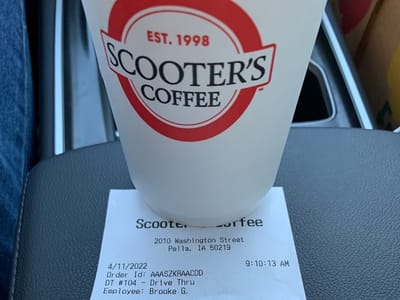 EST. 1998
SCOOTER'S
COFFEE
Scooter's Coffee
2010 Washington Street
Pella, IA 50219
4/11/2022 9:10:13 AM
Order Id: AAASZKRAACDD
DT #104 - Drive Thru
Employee: Brooke G.